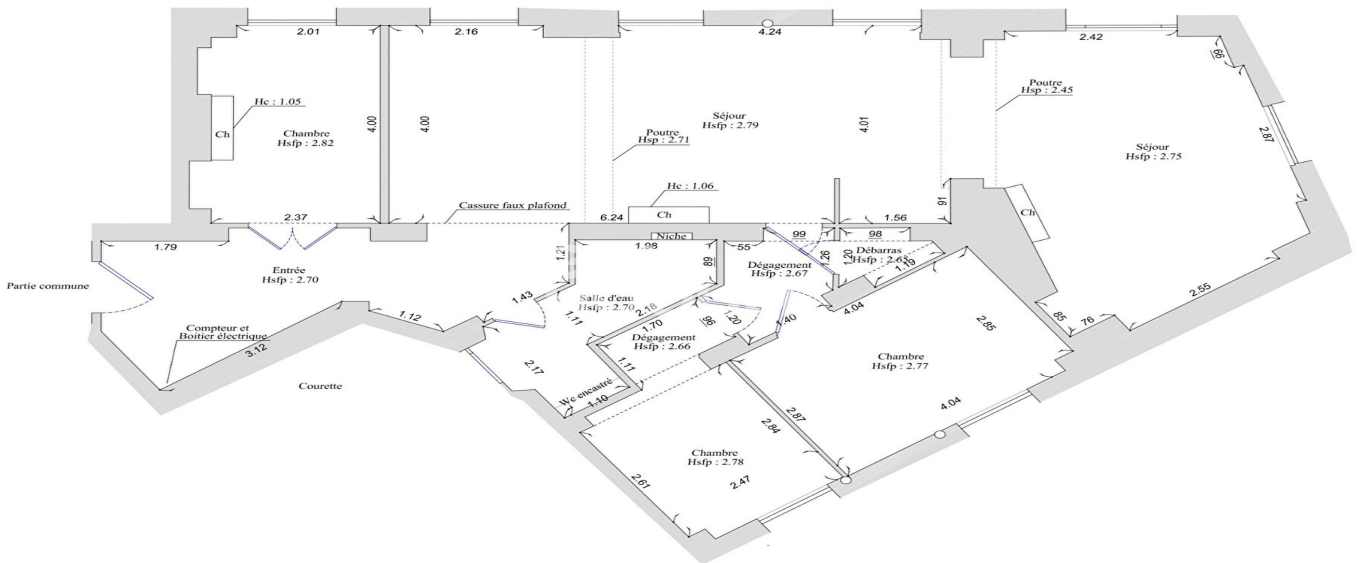 2.01
2.16
4.24
2.42
66
Hc : 1.05
Ch
Chambre
Hsfp : 2.82
4.00
4.00
Poutre
Hsp : 2.71
Séjour
Hsfp : 2.79
4.01
Poutre
Hsp : 2.45
Séjour
Hsfp : 2.75
2.87
Hc : 1.06
Ch
Cassure faux plafond
6.24
91
1.56
Ch
2.37
1.79
Niche
1.98
55
99
98
Entrée
Hsfp : 2.70
1.21
89
Dégagement
Hsfp : 2.67
1.26
1.20
Débarras
1.19
Partie commune
1.43
Salle d'eau
Hsfp : 2.70
2.18
1.70
96
1.20
4.04
2.85
85
76
2.55
Compteur et
Boitier électrique
3.12
1.12
1.11
Dégagement
Hsfp : 2.66
Courette
2.17
1.11
Wc encastré
1.10
Chambre
Hsfp : 2.77
4.04
2.87
2.84
Chambre
Hsfp : 2.78
2.47
2.61